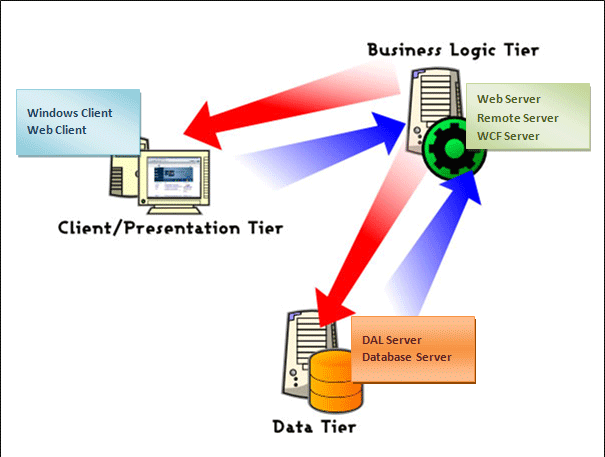 Business Logic Tier
Windows Client
Web Client
Web Server
Remote Server
WCF Server
Client/Presentation Tier
DAL Server
Database Server
Data Tier